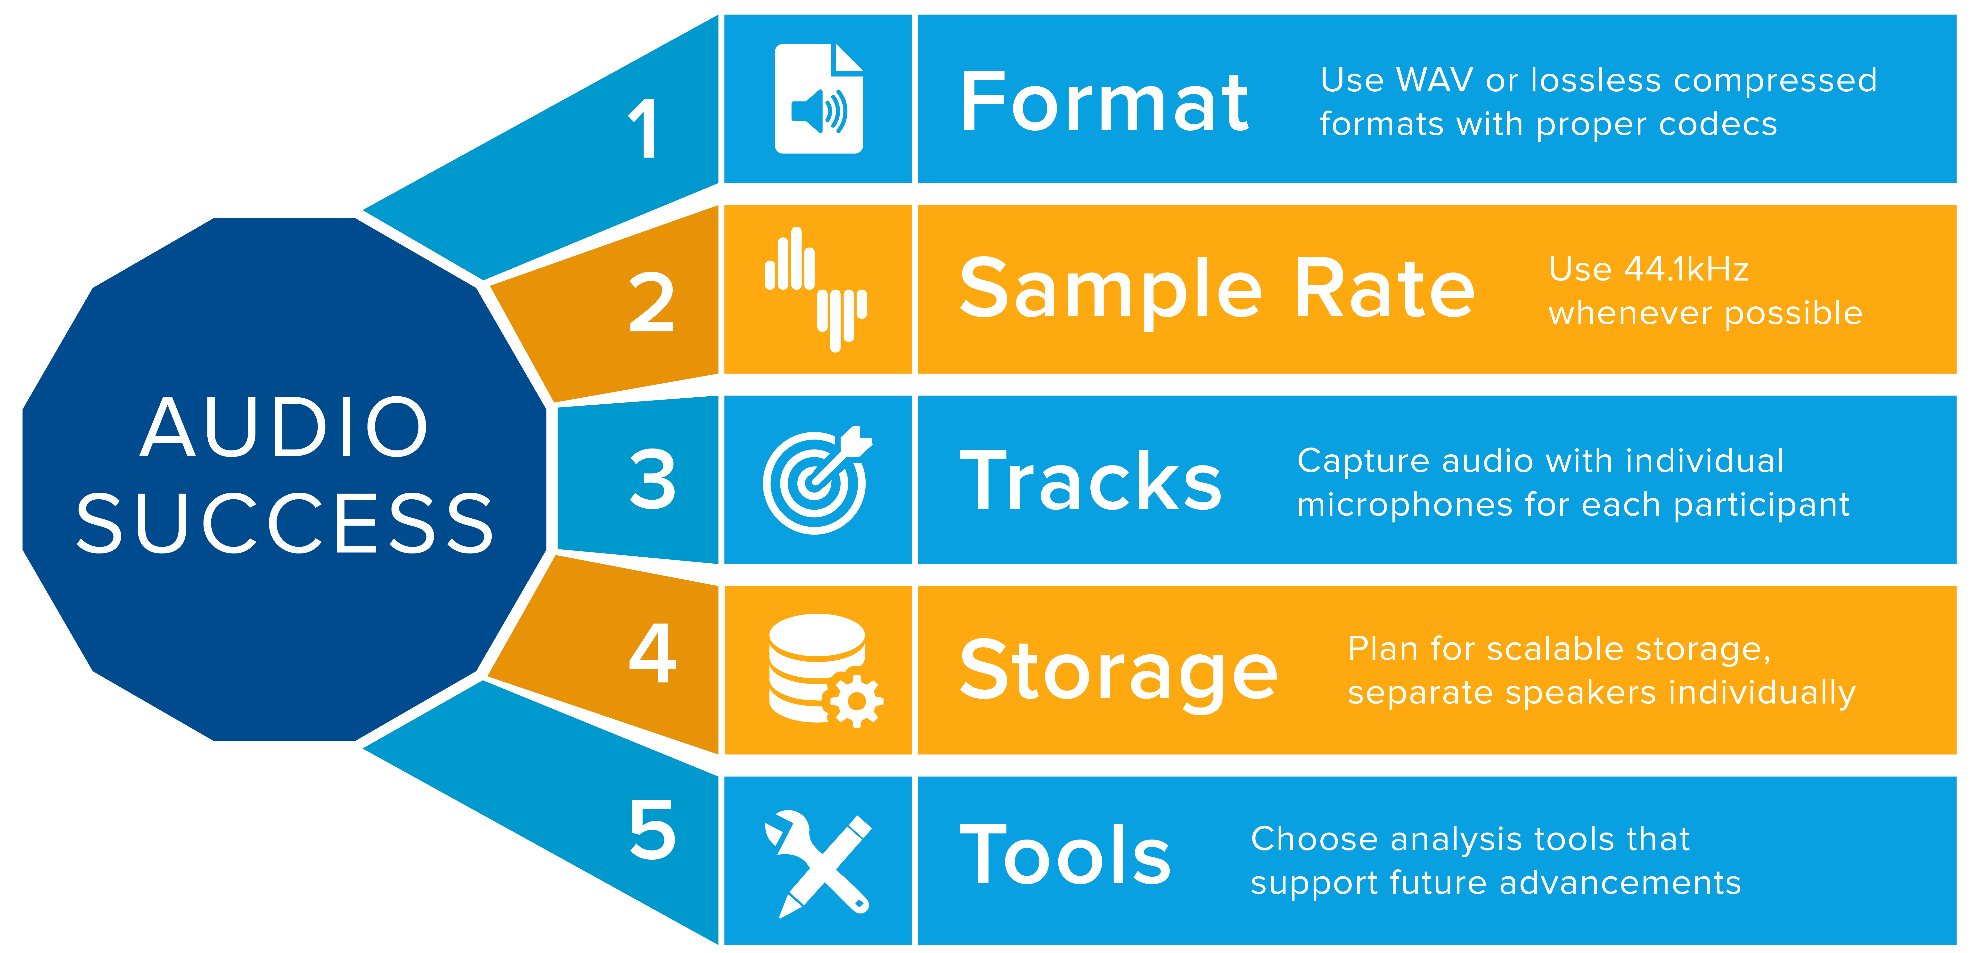 AUDIO
SUCCESS
1
Format
Use WAV or lossless compressed
formats with proper codecs
2
Sample Rate
Use 44.1kHz
whenever possible
3
Tracks
Capture audio with individual
microphones for each participant
4
Storage
Plan for scalable storage,
separate speakers individually
5
Tools
Choose analysis tools that
support future advancements